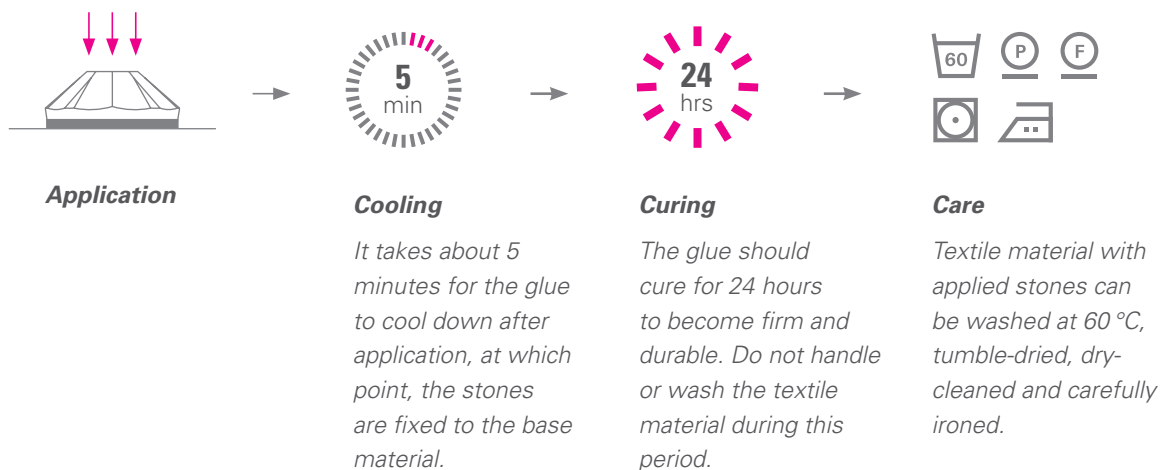 5
min
24
hrs
60
P
F
Application
Cooling
It takes about 5
minutes for the glue
to cool down after
application, at which
point, the stones
are fixed to the base
material.
Curing
The glue should
cure for 24 hours
to become firm and
durable. Do not handle
or wash the textile
material during this
period.
Care
Textile material with
applied stones can
be washed at 60 °C,
tumble-dried, dry-
cleaned and carefully
ironed.